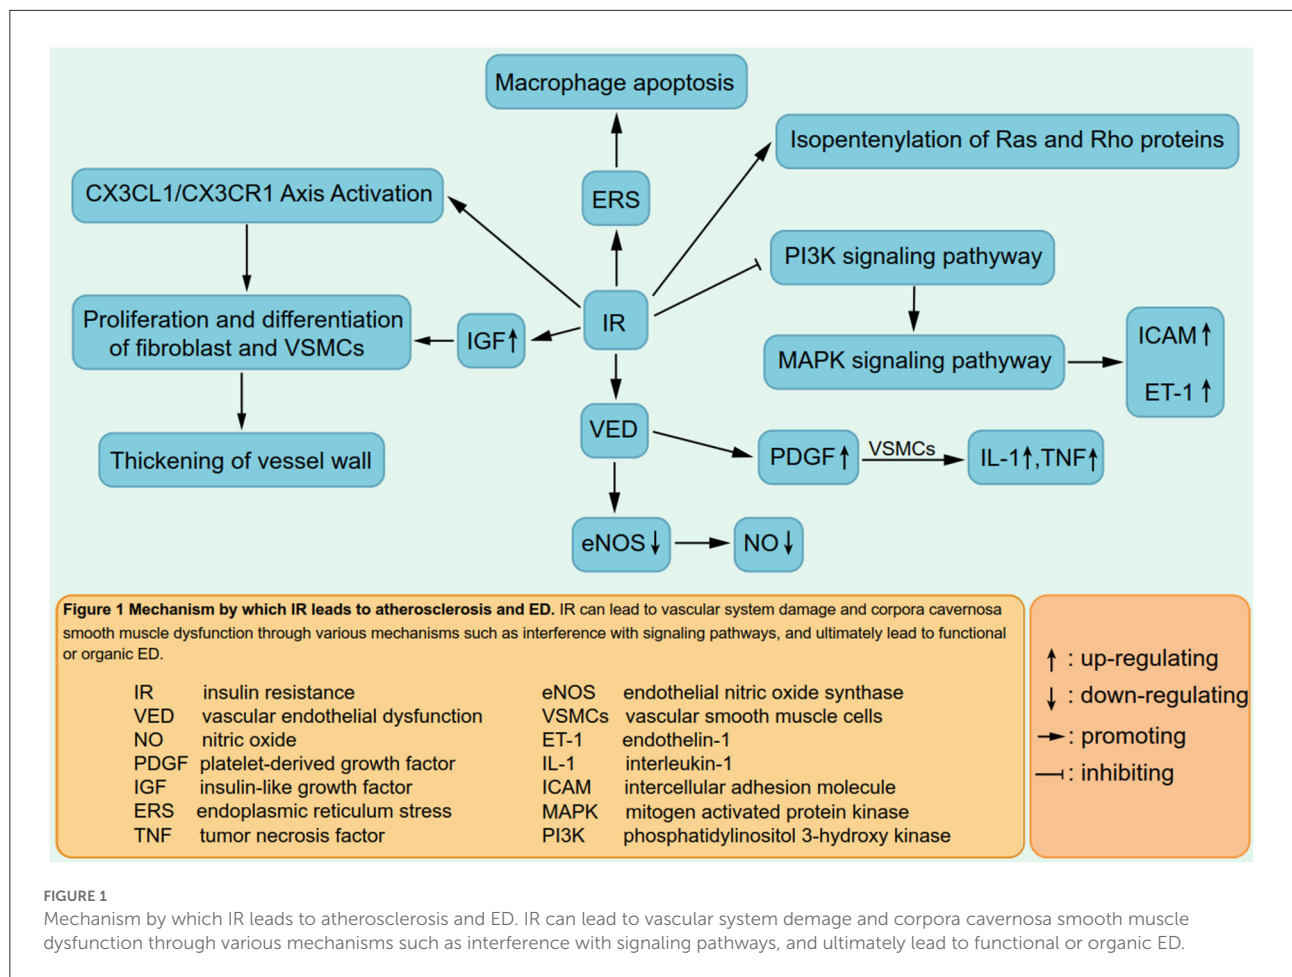 Macrophage apoptosis
Isopentenylation of Ras and Rho proteins
CX3CL1/CX3CR1 Axis Activation
ERS
PI3K signaling pathyway
Proliferation and differentiation
of fibroblast and VSMCs
IGF↑
IR
ICAM↑
ET-1↑
MAPK signaling pathyway
VED
Thickening of vessel wall
PDGF↑
VSMCs
IL-1↑,TNF↑
eNOS↓
NO↓
Figure 1 Mechanism by which IR leads to atherosclerosis and ED. IR can lead to vascular system damage and corpora cavernosa
smooth muscle dysfunction through various mechanisms such as interference with signaling pathways, and ultimately lead to functional
or organic ED.
IR insulin resistance
VED vascular endothelial dysfunction
NO nitric oxide
PDGF platelet-derived growth factor
IGF insulin-like growth factor
ERS endoplasmic reticulum stress
TNF tumor necrosis factor
eNOS endothelial nitric oxide synthase
VSMCs vascular smooth muscle cells
ET-1 endothelin-1
IL-1 interleukin-1
ICAM intercellular adhesion molecule
MAPK mitogen activated protein kinase
PI3K phosphatidylinositol 3-hydroxy kinase
↑ : up-regulating
↓ : down-regulating
→ : promoting
⊣ : inhibiting
FIGURE 1
Mechanism by which IR leads to atherosclerosis and ED. IR can lead to vascular system demage and corpora cavernosa smooth muscle
dysfunction through various mechanisms such as interference with signaling pathways, and ultimately lead to functional or organic ED.